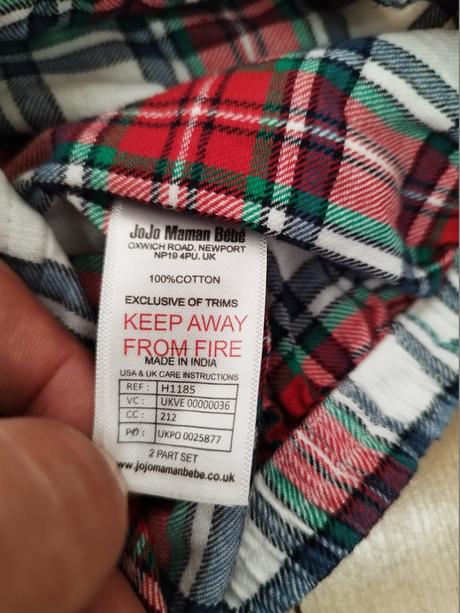 JoJo Maman Bébé
OXWICH ROAD, NEWPORT
NP19 4PU, UK
100%COTTON
EXCLUSIVE OF TRIMS
KEEP AWAY
FROM FIRE
MADE IN INDIA
USA & UK CARE INSTRUCTIONS
REF: H1185
VC: UKVE 00000036
CC: 212
PO: UKPO 0025877
2 PART SET
www.jojomamanbebe.co.uk